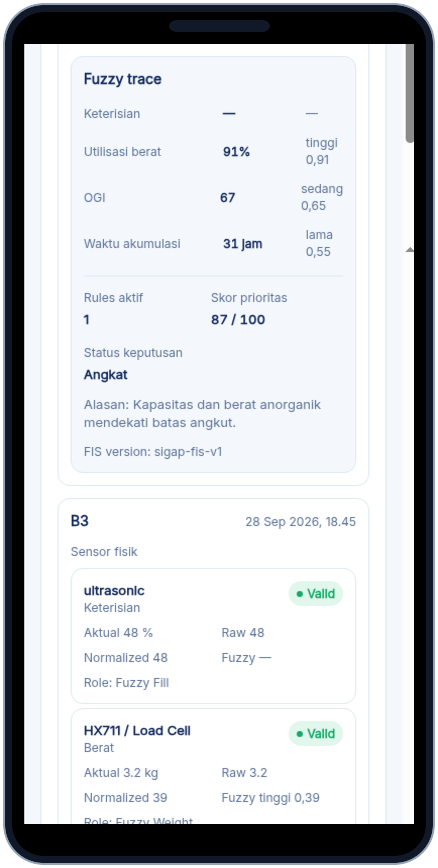 Fuzzy trace
Keterisian — —
Utilisasi berat 91% tinggi
0,91
OGI 67 sedang
0,65
Waktu akumulasi 31 jam lama
0,55
Rules aktif Skor prioritas
1 87 / 100
Status keputusan
Angkat
Alasan: Kapasitas dan berat anorganik
mendekati batas angkut.
FIS version: sigap-fis-v1
B3 28 Sep 2026, 18.45
Sensor fisik
ultrasonic Valid
Keterisian
Aktual 48 % Raw 48
Normalized 48 Fuzzy —
Role: Fuzzy Fill
HX711 / Load Cell Valid
Berat
Aktual 3.2 kg Raw 3.2
Normalized 39 Fuzzy tinggi 0,39
Role: Fuzzy Weight